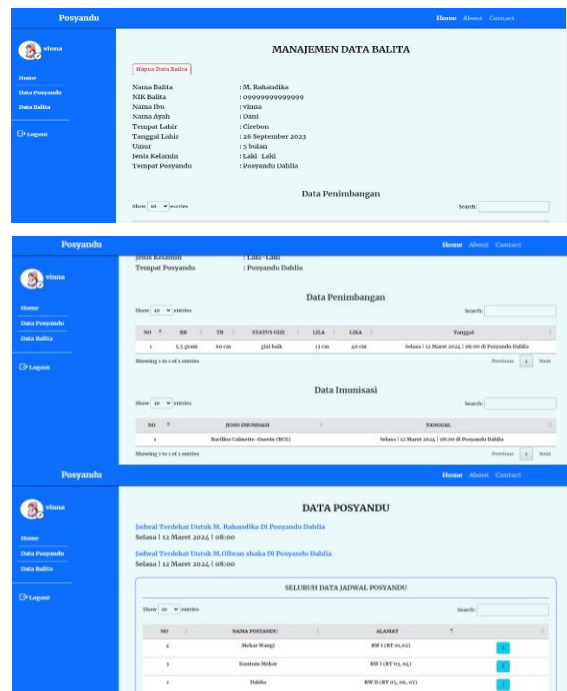 Posyandu
Home About Contact
vinna
Home
Data Posyandu
Data Balita
Logout
MANAJEMEN DATA BALITA
Hapus Data Balita
Nama Balita : M. Rahandika
NIK Balita : 09999999999999
Nama Ibu : vinna
Nama Ayah : Dani
Tempat Lahir : Cirebon
Tanggal Lahir : 26 September 2023
Umur : 5 bulan
Jenis Kelamin : Laki-Laki
Tempat Posyandu : Posyandu Dahlia
Data Penimbangan
Show 10 entries Search:
Posyandu
Home About Contact
vinna
Home
Data Posyandu
Data Balita
Logout
Jenis Kelamin : Laki-Laki
Tempat Posyandu : Posyandu Dahlia
Data Penimbangan
Show 10 entries Search:
NO BB TB STATUS GIZI LILA LIKA Tanggal
1 5.5 gram 60 cm gizi baik 13 cm 40 cm Selasa | 12 Maret 2024 | 08:00 di Posyandu Dahlia
Showing 1 to 1 of 1 entries Previous 1 Next
Data Imunisasi
Show 10 entries Search:
NO JENIS IMUNISASI TANGGAL
1 Bacillus Calmette-Guerin (BCG) Selasa | 12 Maret 2024 | 08:00 di Posyandu Dahlia
Showing 1 to 1 of 1 entries Previous 1 Next
Posyandu
Home About Contact
vinna
Home
Data Posyandu
Data Balita
Logout
DATA POSYANDU
Jadwal Terdekat Untuk M. Rahandika Di Posyandu Dahlia
Selasa | 12 Maret 2024 | 08:00
Jadwal Terdekat Untuk M.Gibran shaka Di Posyandu Dahlia
Selasa | 12 Maret 2024 | 08:00
SELURUH DATA JADWAL POSYANDU
Show 10 entries Search:
NO NAMA POSYANDU ALAMAT
Mekar Wangi RW I (RT 01,02)
Kuntum Mekar RW I (RT 03, 04)
Dahlia RW II (RT 05, 06, 07)